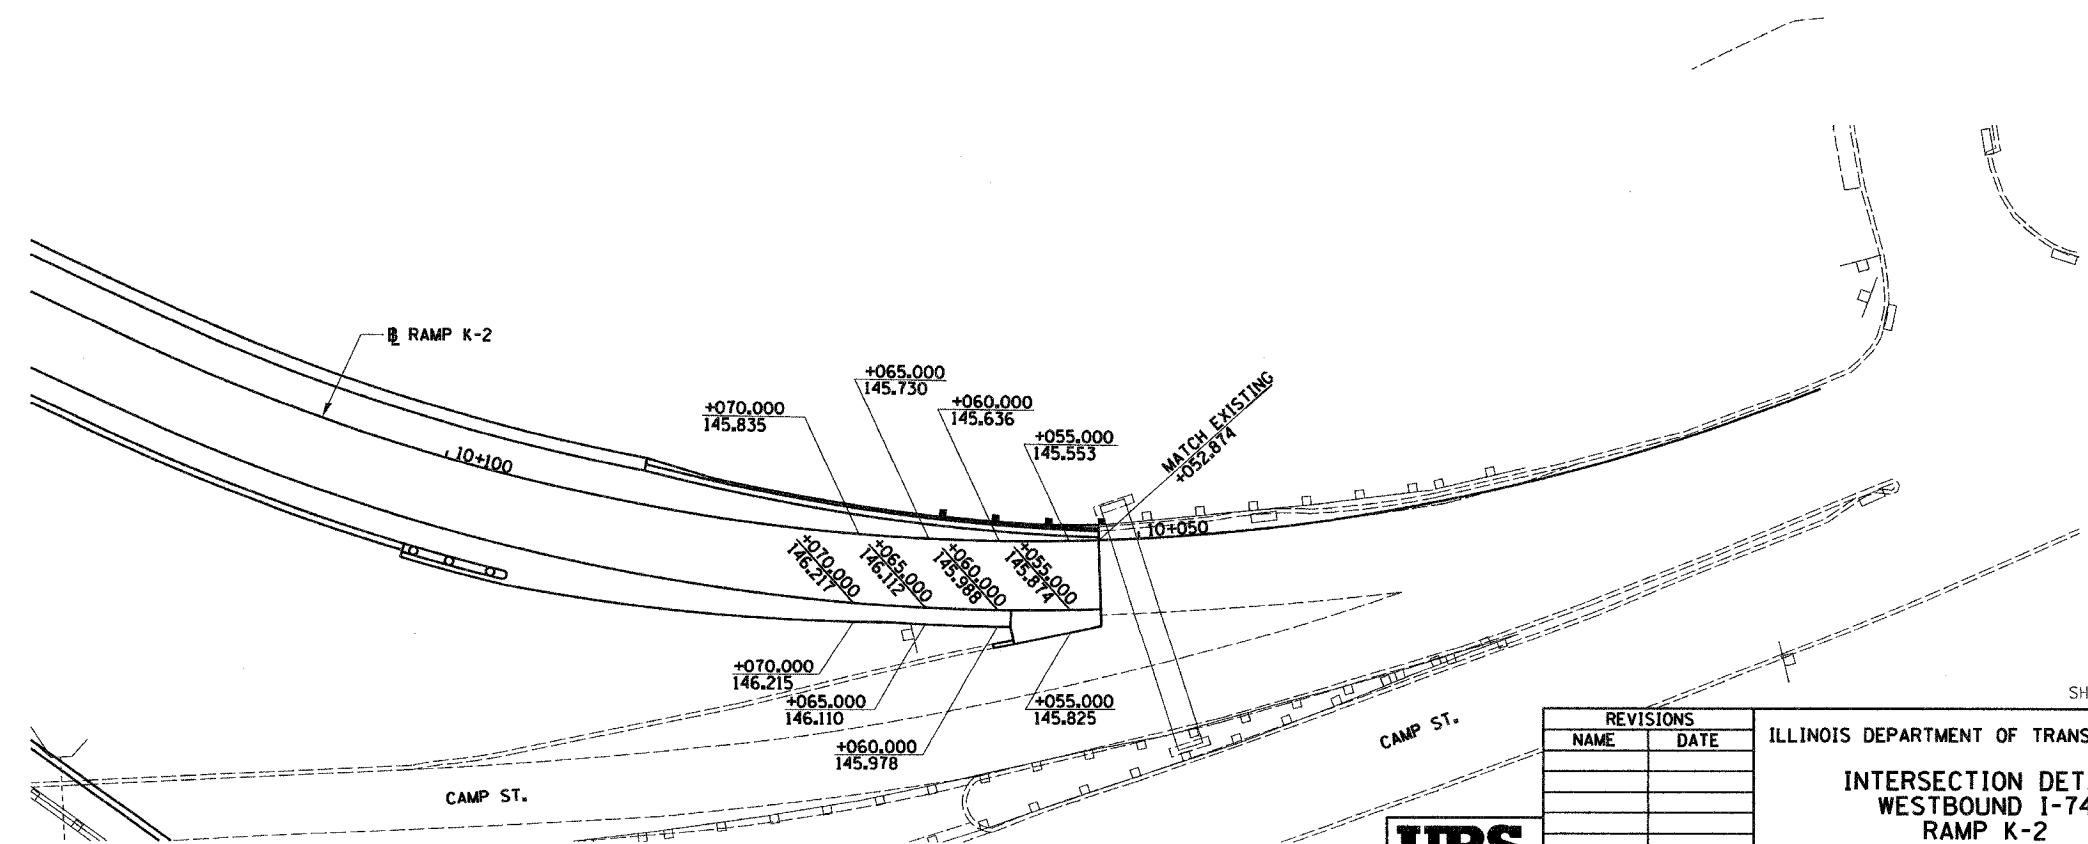 ℄ RAMP K-2
10+100
+070.000
145.835
+065.000
145.730
+060.000
145.636
+055.000
145.553
MATCH EXISTING
+052.874
10+050
+070.000
146.217
+065.000
146.112
+060.000
145.988
+055.000
145.874
+070.000
146.215
+065.000
146.110
+060.000
145.978
+055.000
145.825
CAMP ST.
CAMP ST.
SH
REVISIONS
NAME DATE
ILLINOIS DEPARTMENT OF TRANS
INTERSECTION DET
WESTBOUND I-74
RAMP K-2
URS